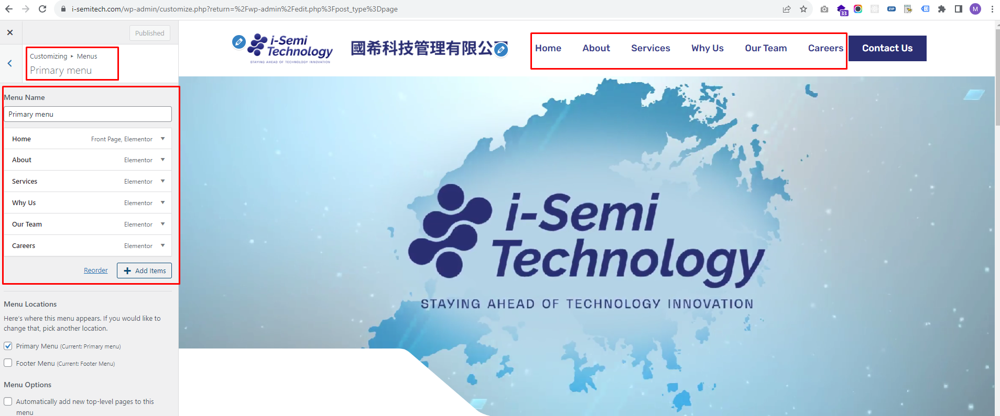 i-semitech.com/wp-admin/customize.php?return=%2Fwp-admin%2Fedit.php%3Fpost_type%3Dpage
33
ZIP
M
Published
Customizing ▸ Menus
Primary menu
i-Semi
Technology
STAYING AHEAD OF TECHNOLOGY INNOVATION
國希科技管理有限公
Home About Services Why Us Our Team Careers Contact Us
Menu Name
Primary menu
Home Front Page, Elementor
About Elementor
Services Elementor
Why Us Elementor
Our Team Elementor
Careers Elementor
Reorder Add Items
Menu Locations
Here's where this menu appears. If you would like to
change that, pick another location.
Primary Menu (Current: Primary menu)
Footer Menu (Current: Footer Menu)
Menu Options
Automatically add new top-level pages to this
menu
i-Semi
Technology
STAYING AHEAD OF TECHNOLOGY INNOVATION